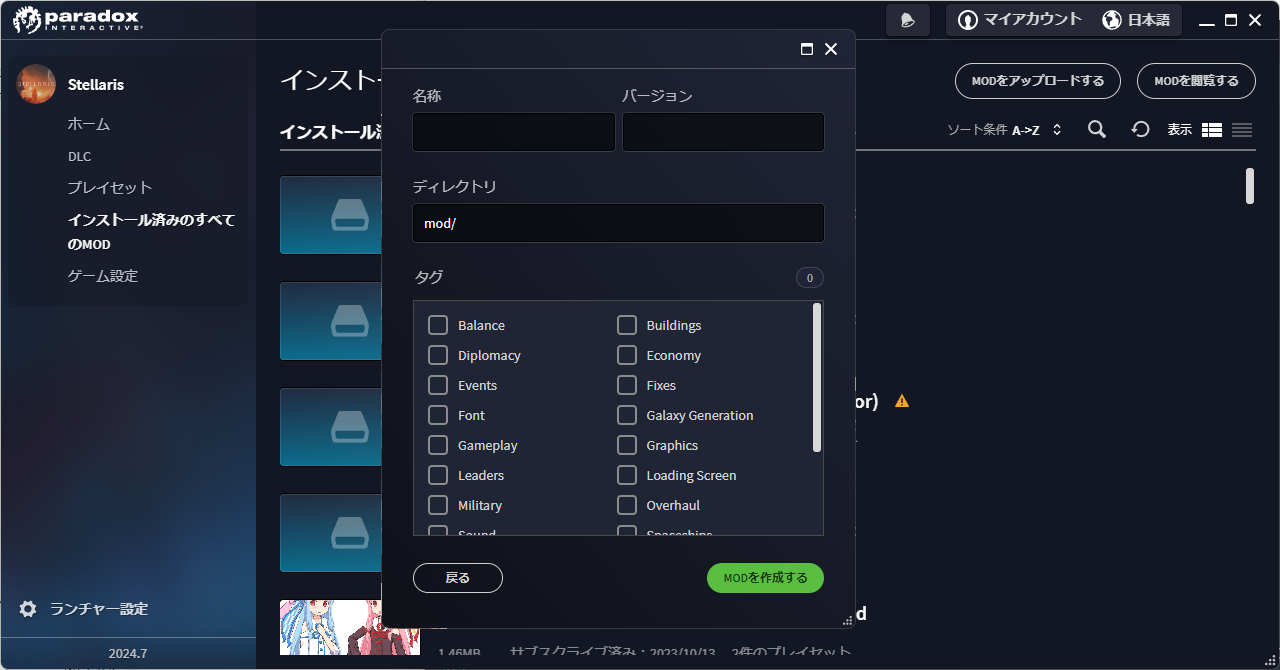 paradox
INTERACTIVE
マイアカウント
日本語
Stellaris
ホーム
DLC
プレイセット
インストール済みのすべて
のMOD
ゲーム設定
ランチャー設定
2024.7
インスト
MODをアップロードする
MODを閲覧する
インストール済
ソート条件 A->Z
表示
名称
バージョン
ディレクトリ
mod/
タグ
0
Balance
Buildings
Diplomacy
Economy
Events
Fixes
Font
Galaxy Generation
Gameplay
Graphics
Leaders
Loading Screen
Military
Overhaul
Sound
Spaceships
戻る
MODを作成する
or)
d
1.46MB
サブスクライブ済み：2023/10/13
2件のプレイセット